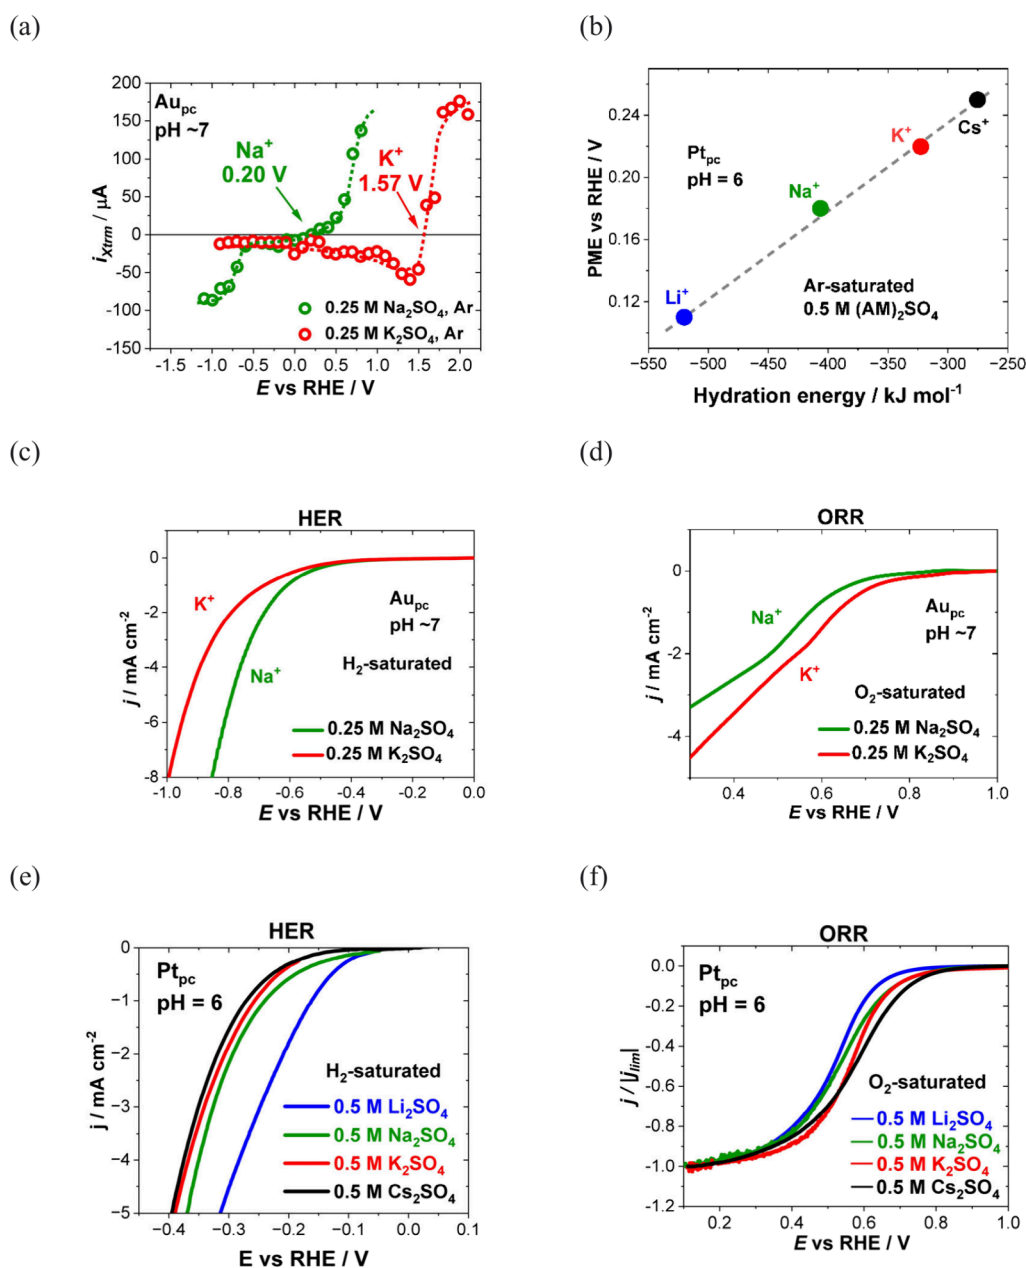 (a)
Au_pc
pH ~7
Na⁺
0.20 V
K⁺
1.57 V
0.25 M Na₂SO₄, Ar
0.25 M K₂SO₄, Ar
200
150
100
50
0
-50
-100
-150
-1.5 -1.0 -0.5 0.0 0.5 1.0 1.5 2.0
i_Xtrm / µA
E vs RHE / V
(b)
Pt_pc
pH = 6
Li⁺
Na⁺
K⁺
Cs⁺
Ar-saturated
0.5 M (AM)₂SO₄
0.24
0.20
0.16
0.12
−550 −500 −450 −400 −350 −300 −250
PME vs RHE / V
Hydration energy / kJ mol⁻¹
(c)
HER
K⁺
Na⁺
Au_pc
pH ~7
H₂-saturated
0.25 M Na₂SO₄
0.25 M K₂SO₄
0
-2
-4
-6
-8
-1.0 -0.8 -0.6 -0.4 -0.2 0.0
j / mA cm⁻²
E vs RHE / V
(d)
ORR
Na⁺
K⁺
Au_pc
pH ~7
O₂-saturated
0.25 M Na₂SO₄
0.25 M K₂SO₄
0
-2
-4
0.4 0.6 0.8 1.0
j / mA cm⁻²
E vs RHE / V
(e)
HER
Pt_pc
pH = 6
H₂-saturated
0.5 M Li₂SO₄
0.5 M Na₂SO₄
0.5 M K₂SO₄
0.5 M Cs₂SO₄
0
−1
−2
−3
−4
−5
−0.4 −0.3 −0.2 −0.1 0.0 0.1
j / mA cm⁻²
E vs RHE / V
(f)
ORR
Pt_pc
pH = 6
O₂-saturated
0.5 M Li₂SO₄
0.5 M Na₂SO₄
0.5 M K₂SO₄
0.5 M Cs₂SO₄
0.0
-0.2
-0.4
-0.6
-0.8
-1.0
-1.2
0.2 0.4 0.6 0.8 1.0
j / |j_lim|
E vs RHE / V